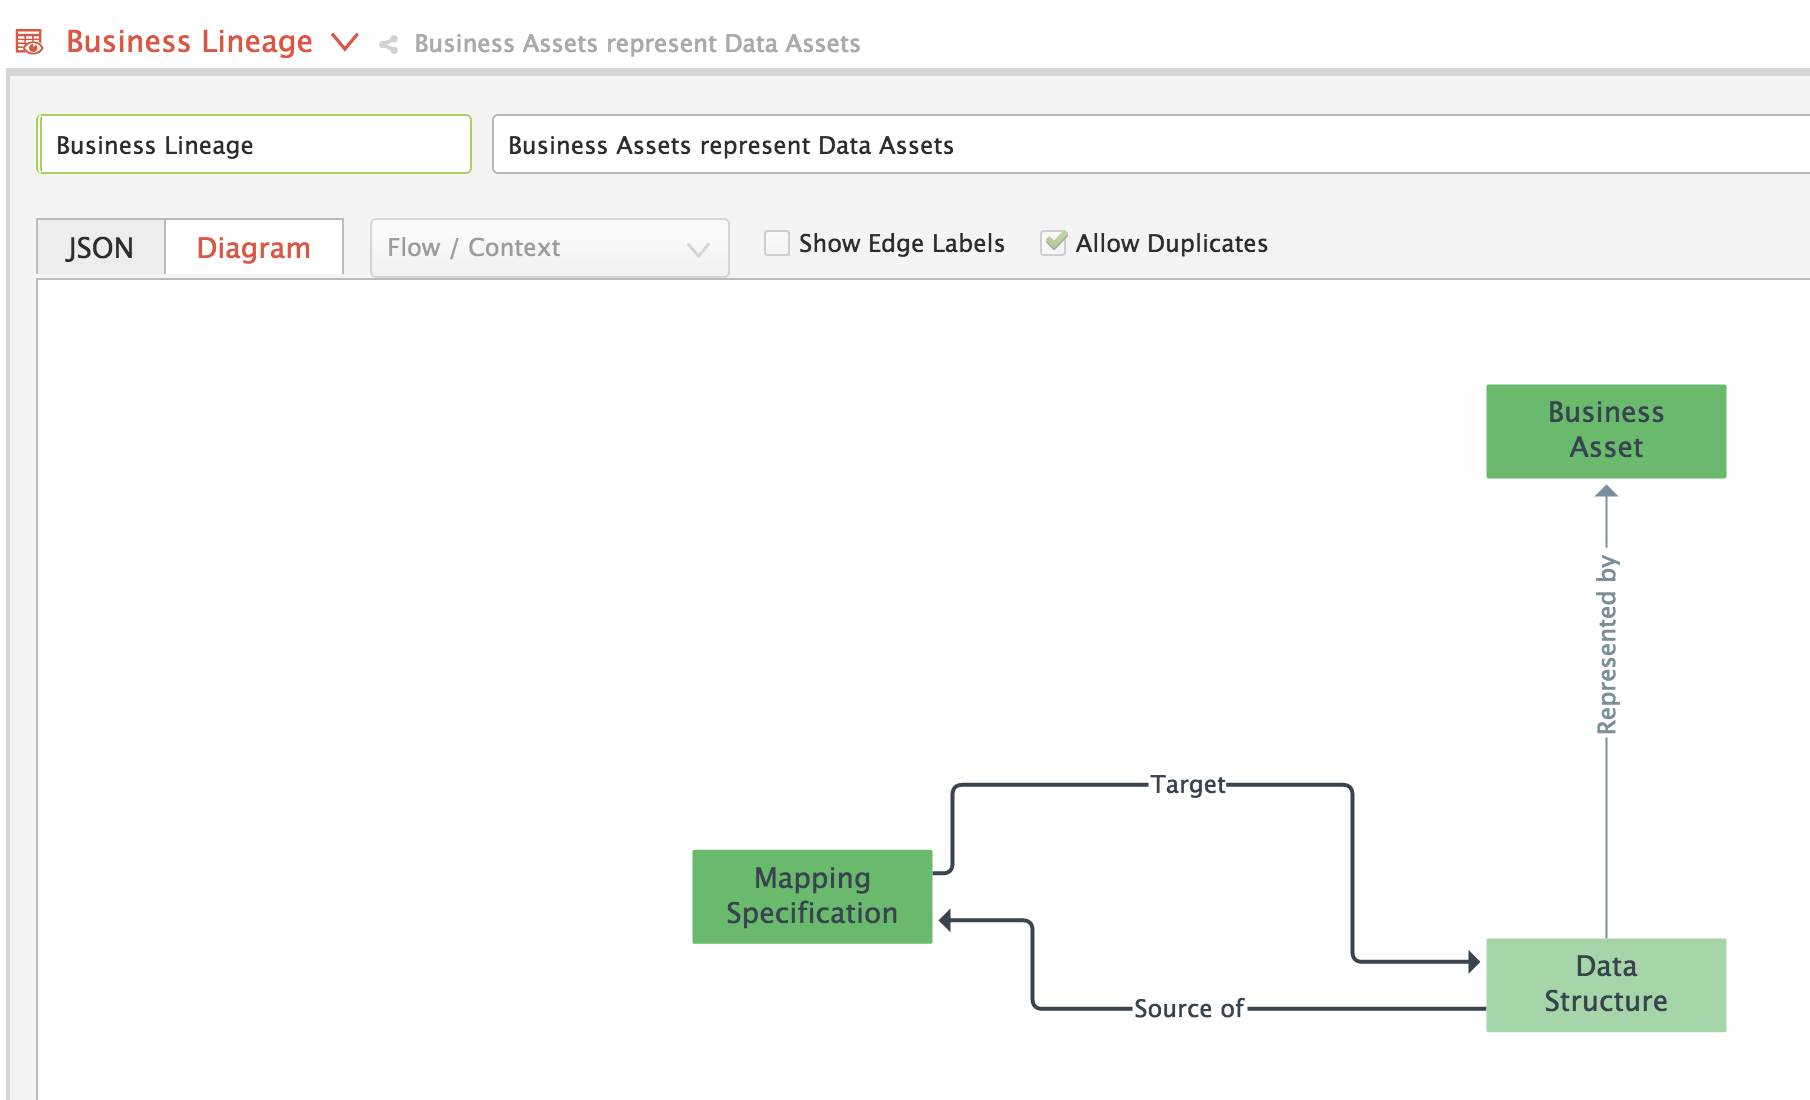 Business Lineage
Business Assets represent Data Assets
Business Lineage
Business Assets represent Data Assets
JSON
Diagram
Flow / Context
Show Edge Labels
Allow Duplicates
Business
Asset
Represented by
Target
Mapping
Specification
Data
Structure
Source of